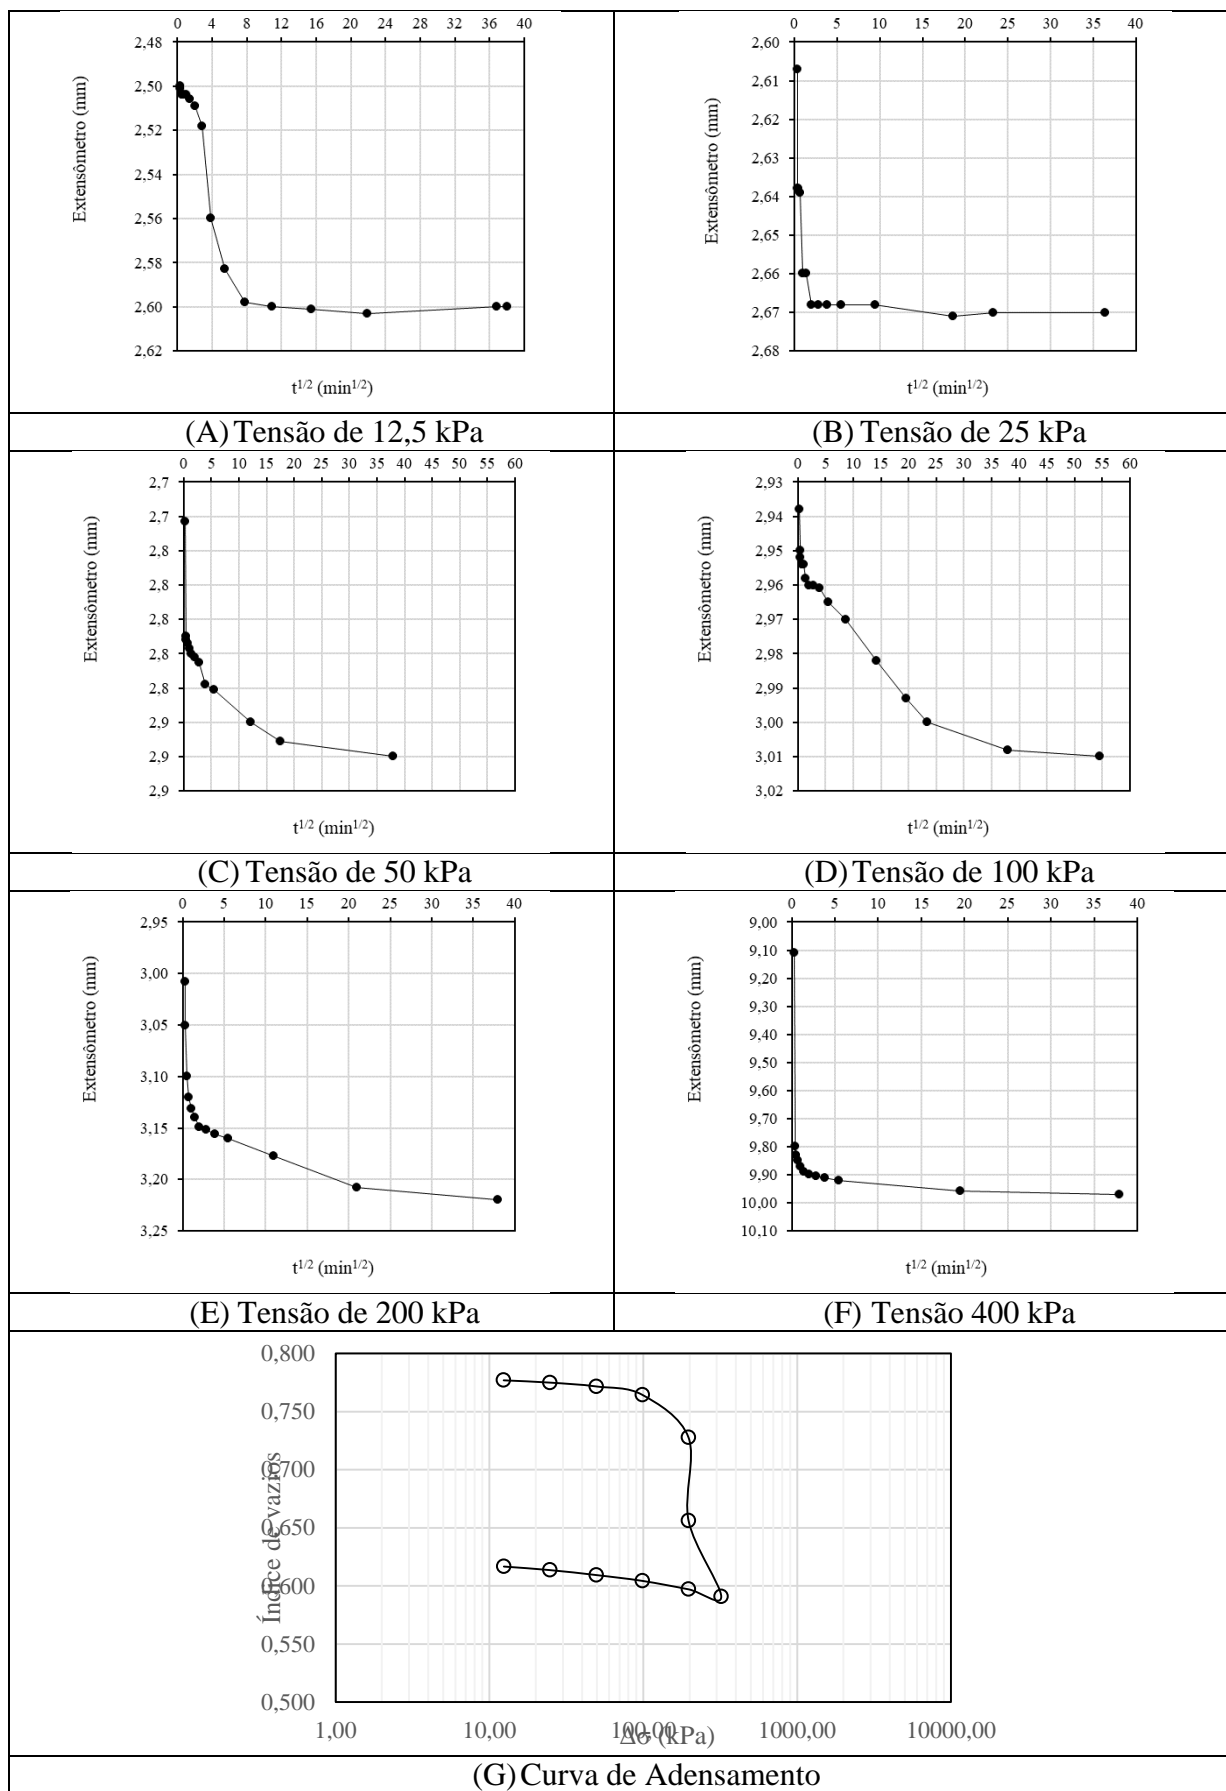 0 4 8 12 16 20 24 28 32 36 40
2,48
2,50
2,52
2,54
2,56
2,58
2,60
2,62
Extensômetro (mm)
t1/2 (min1/2)
0 5 10 15 20 25 30 35 40
2,60
2,61
2,62
2,63
2,64
2,65
2,66
2,67
2,68
Extensômetro (mm)
t1/2 (min1/2)
(A) Tensão de 12,5 kPa
(B) Tensão de 25 kPa
0 5 10 15 20 25 30 35 40 45 50 55 60
2,7
2,7
2,8
2,8
2,8
2,8
2,8
2,9
2,9
2,9
Extensômetro (mm)
t1/2 (min1/2)
0 5 10 15 20 25 30 35 40 45 50 55 60
2,93
2,94
2,95
2,96
2,97
2,98
2,99
3,00
3,01
3,02
Extensômetro (mm)
t1/2 (min1/2)
(C) Tensão de 50 kPa
(D) Tensão de 100 kPa
0 5 10 15 20 25 30 35 40
2,95
3,00
3,05
3,10
3,15
3,20
3,25
Extensômetro (mm)
t1/2 (min1/2)
0 5 10 15 20 25 30 35 40
9,00
9,10
9,20
9,30
9,40
9,50
9,60
9,70
9,80
9,90
10,00
10,10
Extensômetro (mm)
t1/2 (min1/2)
(E) Tensão de 200 kPa
(F) Tensão 400 kPa
0,800
0,750
0,700
0,650
0,600
0,550
0,500
Índice de vazios
1,00 10,00 100,00 1000,00 10000,00
Δσ (kPa)
(G) Curva de Adensamento